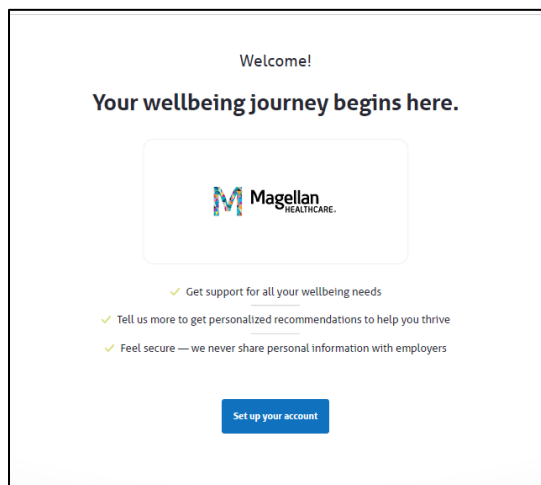 Welcome!
Your wellbeing journey begins here.
Magellan
HEALTHCARE.
Get support for all your wellbeing needs
Tell us more to get personalized recommendations to help you thrive
Feel secure — we never share personal information with employers
Set up your account